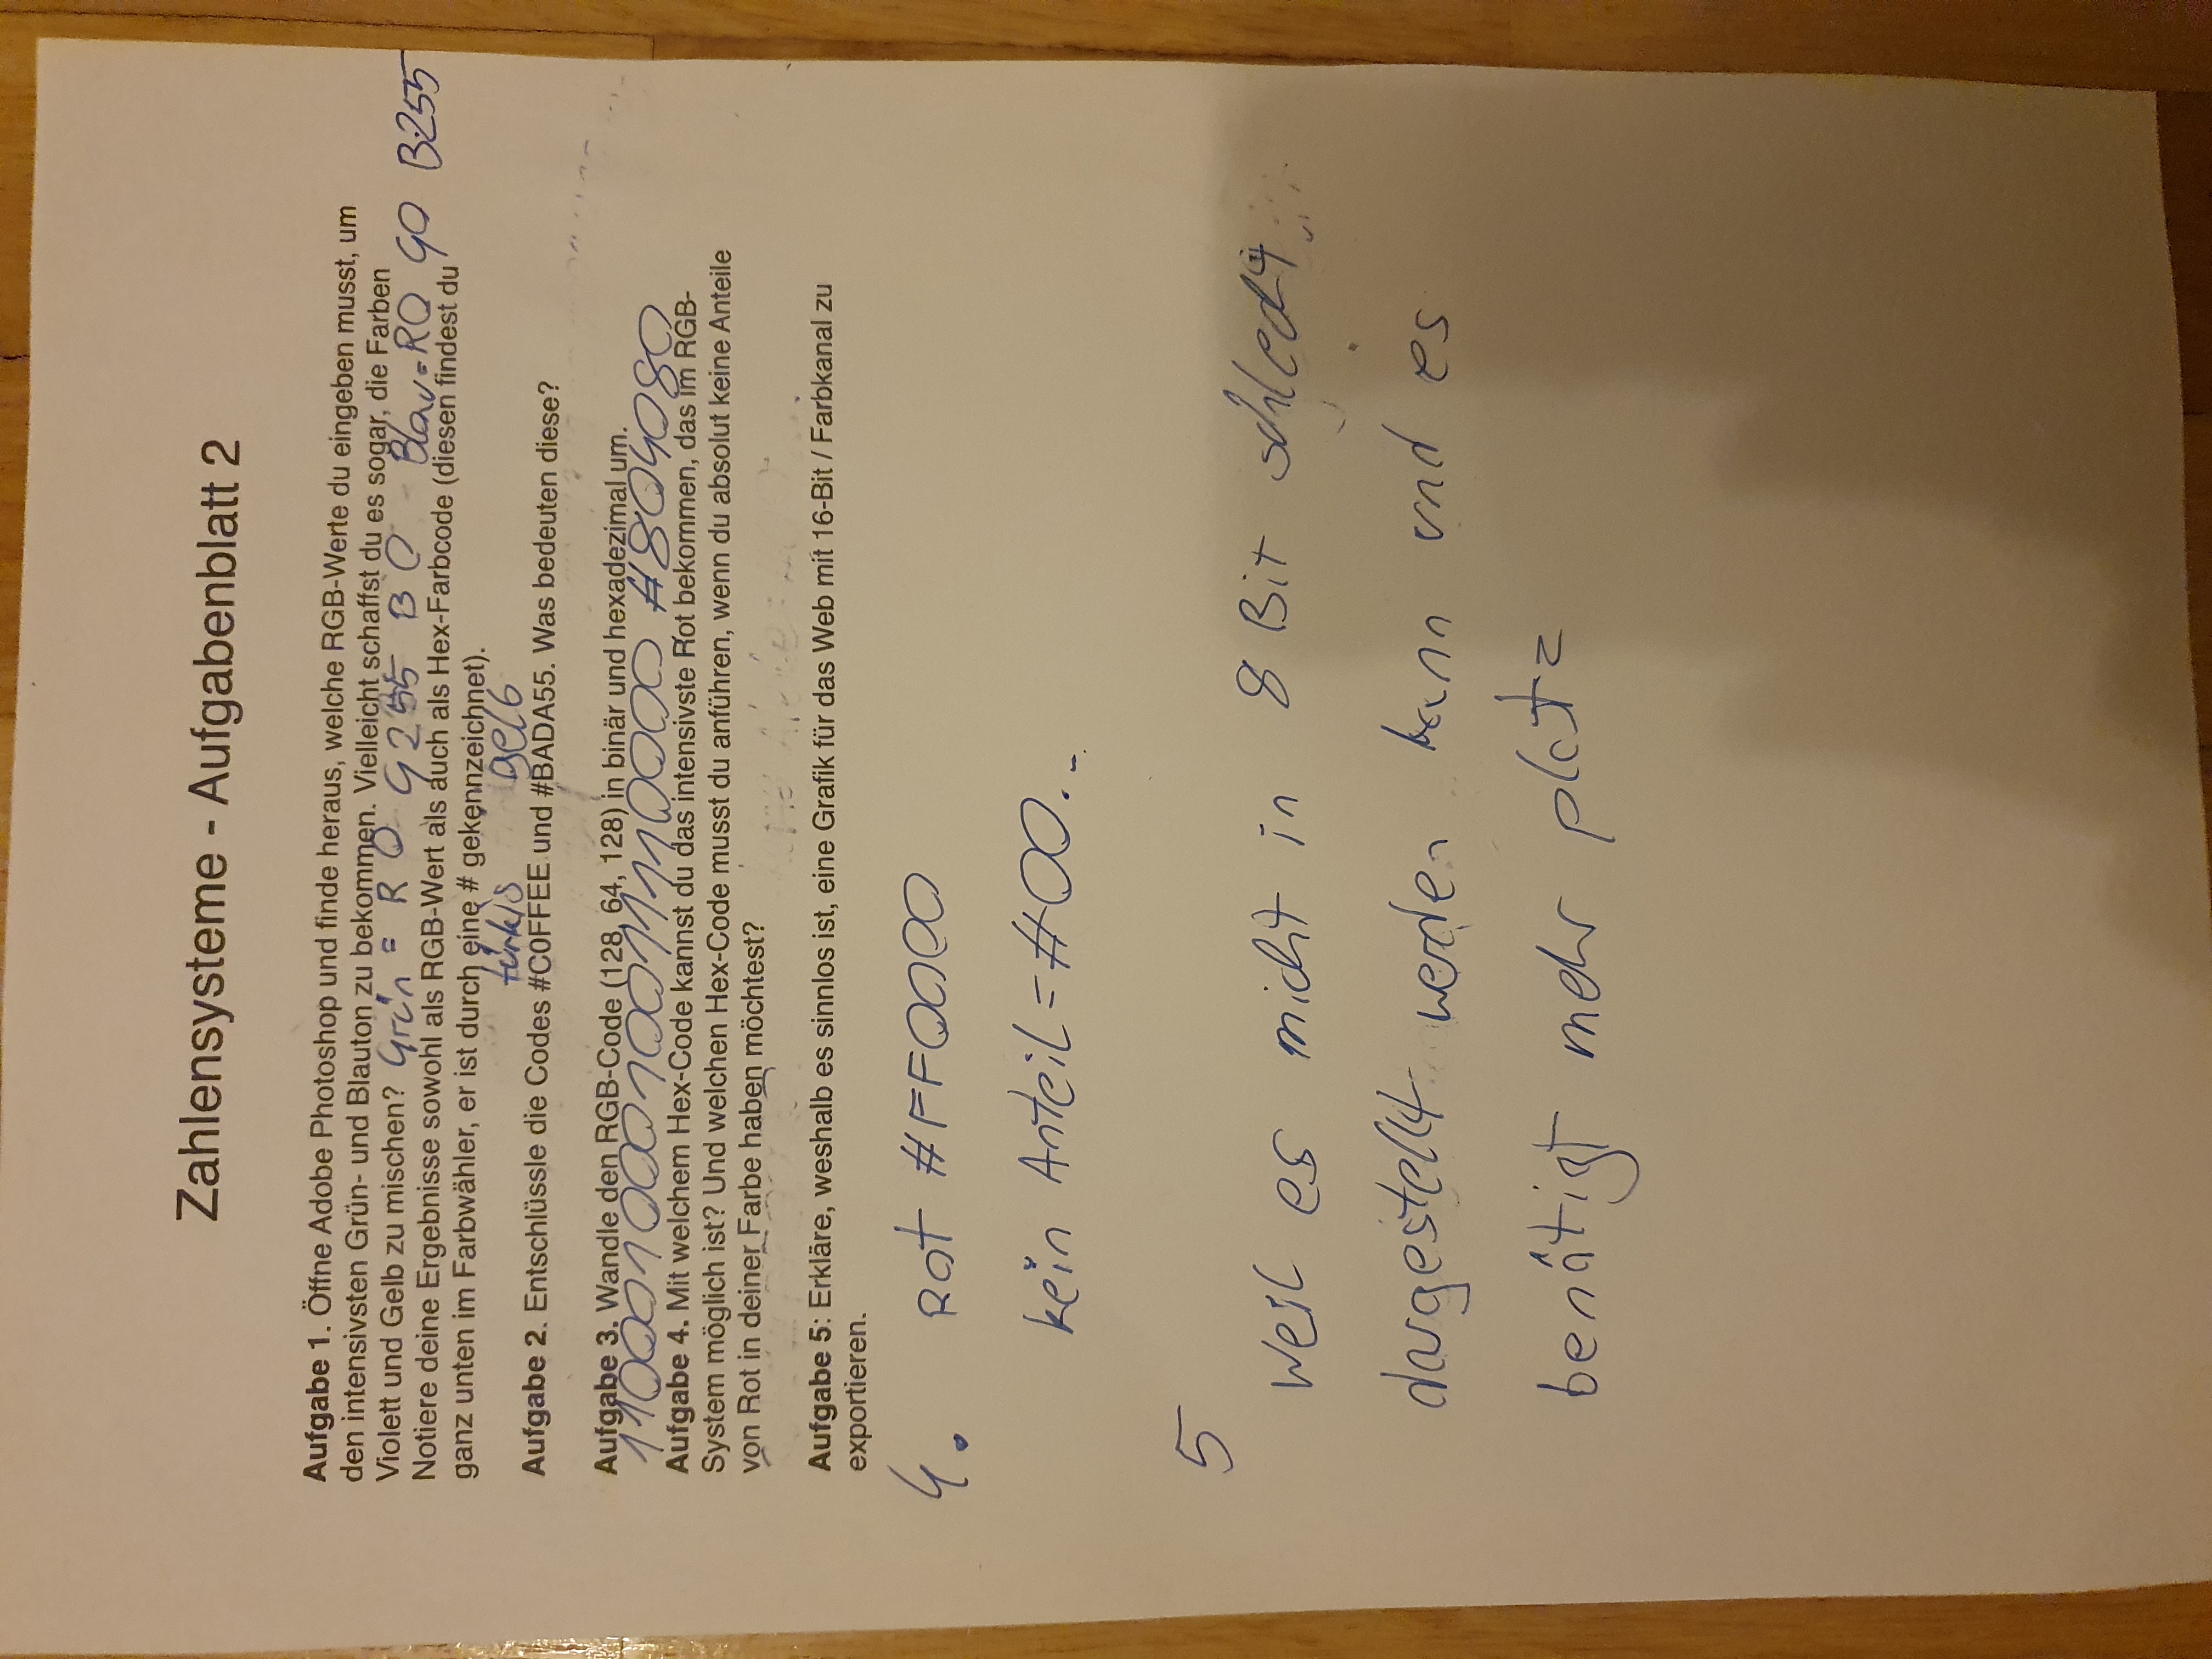 Zahlensysteme - Aufgabenblatt 2
Aufgabe 1. Öffne Adobe Photoshop und finde heraus, welche RGB-Werte du eingeben musst, um
den intensivsten Grün- und Blauton zu bekommen. Vielleicht schaffst du es sogar, die Farben
Violett und Gelb zu mischen? Grün = R 0 G 255 B 0 Blau = R0 G0 B255
Notiere deine Ergebnisse sowohl als RGB-Wert als auch als Hex-Farbcode (diesen findest du
ganz unten im Farbwähler, er ist durch eine # gekennzeichnet).
türkis gelb
Aufgabe 2. Entschlüssle die Codes #C0FFEE und #BADA55. Was bedeuten diese?
Aufgabe 3. Wandle den RGB-Code (128, 64, 128) in binär und hexadezimal um.
110001000100111110000 #804080
Aufgabe 4. Mit welchem Hex-Code kannst du das intensivste Rot bekommen, das im RGB-
System möglich ist? Und welchen Hex-Code musst du anführen, wenn du absolut keine Anteile
von Rot in deiner Farbe haben möchtest?
Aufgabe 5: Erkläre, weshalb es sinnlos ist, eine Grafik für das Web mit 16-Bit / Farbkanal zu
exportieren.
4. Rot #FF0000
kein Anteil = #00...
5
Weil es nicht in 8 Bit schlecht
dargestellt werden kann und es
benötigt mehr platz